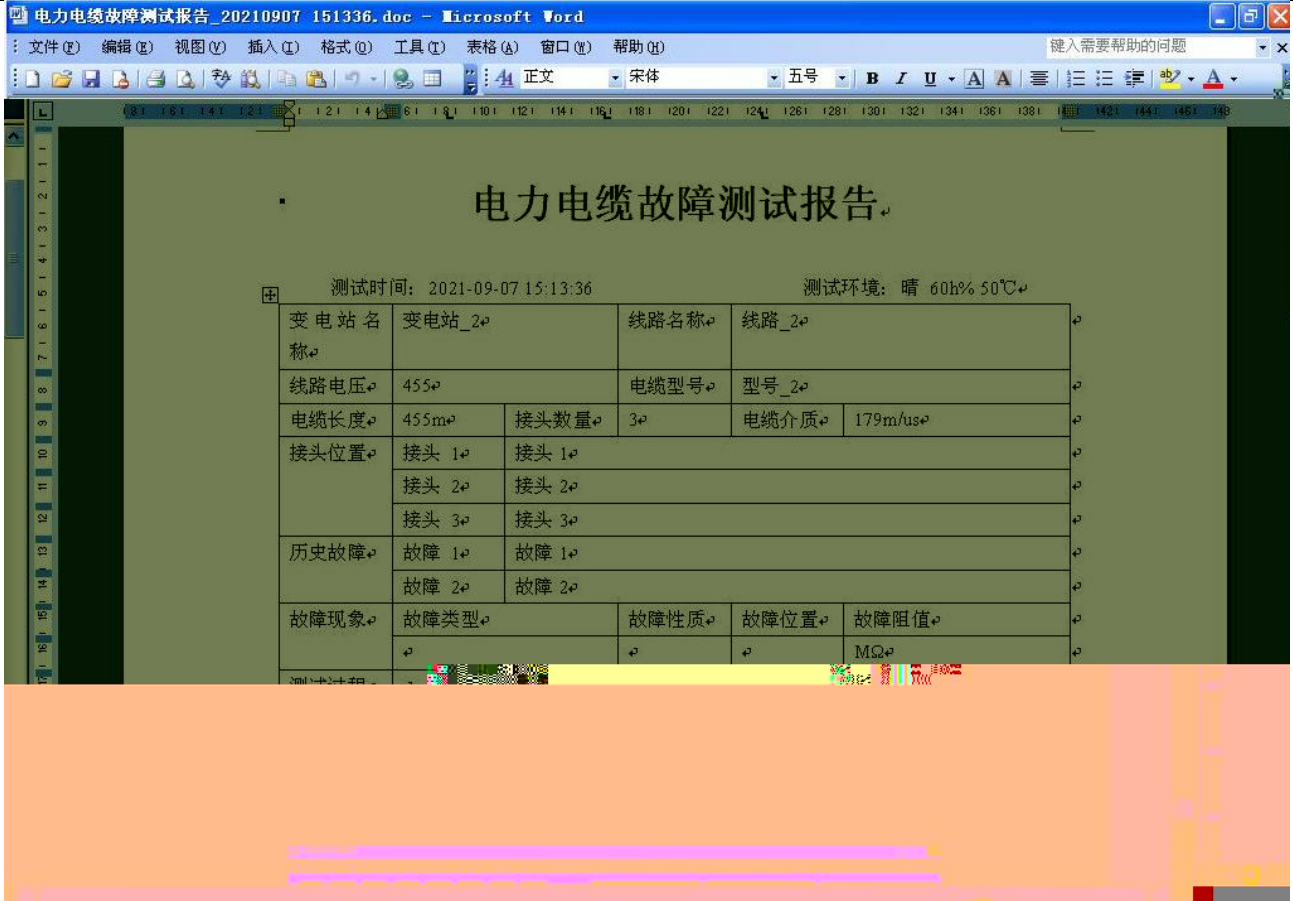 电力电缆故障测试报告_20210907 151336.doc - Microsoft Word
文件(F) 编辑(E) 视图(V) 插入(I) 格式(O) 工具(T) 表格(A) 窗口(W) 帮助(H) 键入需要帮助的问题
正文 宋体 五号 B I U A A
电力电缆故障测试报告
测试时间: 2021-09-07 15:13:36 测试环境: 晴 60h% 50℃
变电站名称 变电站_2 线路名称 线路_2
线路电压 455 电缆型号 型号_2
电缆长度 455m 接头数量 3 电缆介质 179m/us
接头位置 接头 1 接头 1
接头 2 接头 2
接头 3 接头 3
历史故障 故障 1 故障 1
故障 2 故障 2
故障现象 故障类型 故障性质 故障位置 故障阻值
MΩ
测试过程